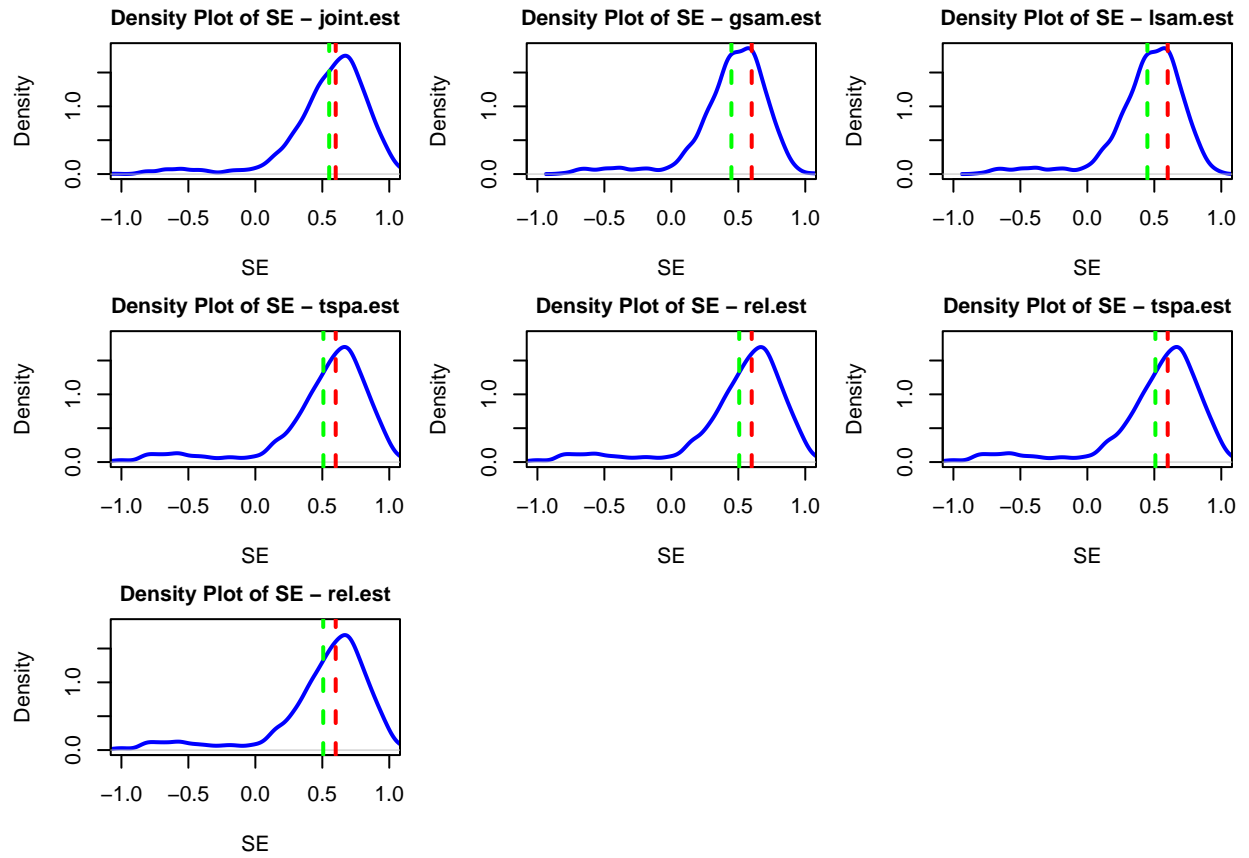 Density Plot of SE − joint.est
Density
0.0 1.0
−1.0 −0.5 0.0 0.5 1.0
SE
Density Plot of SE − gsam.est
Density
0.0 1.0
−1.0 −0.5 0.0 0.5 1.0
SE
Density Plot of SE − lsam.est
Density
0.0 1.0
−1.0 −0.5 0.0 0.5 1.0
SE
Density Plot of SE − tspa.est
Density
0.0 1.0
−1.0 −0.5 0.0 0.5 1.0
SE
Density Plot of SE − rel.est
Density
0.0 1.0
−1.0 −0.5 0.0 0.5 1.0
SE
Density Plot of SE − tspa.est
Density
0.0 1.0
−1.0 −0.5 0.0 0.5 1.0
SE
Density Plot of SE − rel.est
Density
0.0 1.0
−1.0 −0.5 0.0 0.5 1.0
SE